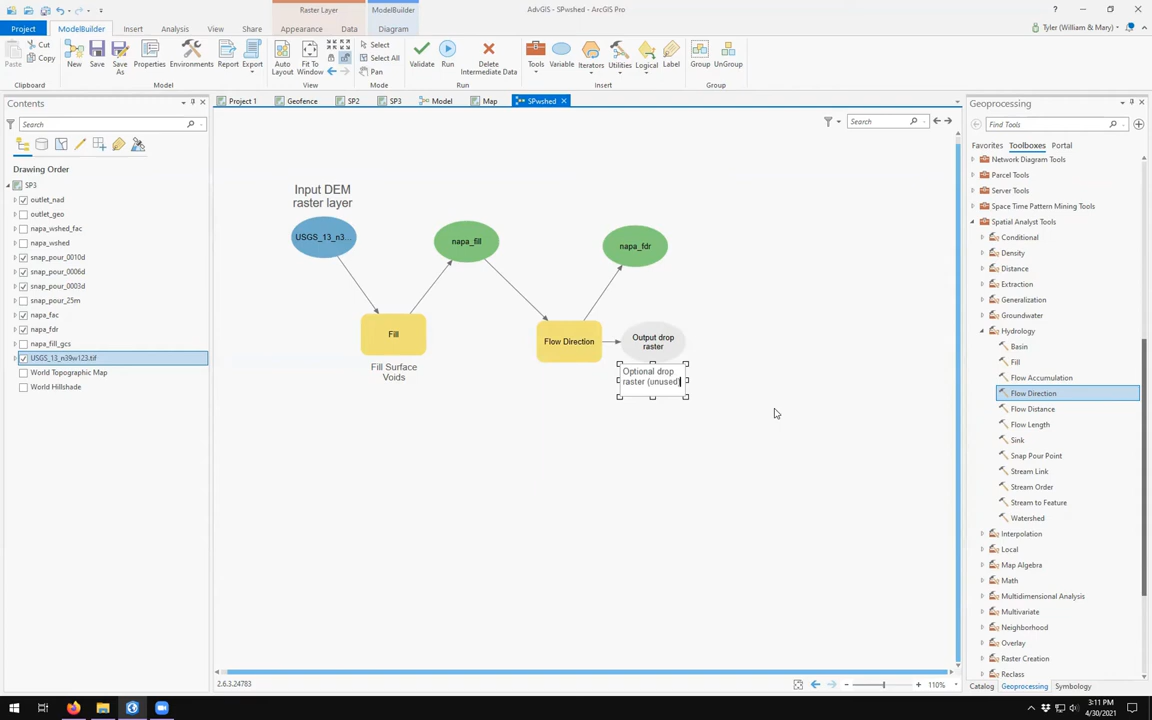 AdvGIS - SPwshed - ArcGIS Pro
Raster Layer
ModelBuilder
Project
ModelBuilder
Insert
Analysis
View
Share
Appearance
Data
Diagram
Tyler (William & Mary)
Paste
Cut
Copy
Clipboard
New
Save
Save As
Properties
Environments
Report
Export
Model
Auto Layout
Fit To Window
View
Select
Select All
Pan
Mode
Validate
Run
Delete Intermediate Data
Run
Tools
Variable
Iterators
Utilities
Logical
Label
Insert
Group
UnGroup
Group
Contents
Search
Drawing Order
SP3
outlet_nad
outlet_geo
napa_wshed_fac
napa_wshed
snap_pour_0010d
snap_pour_0006d
snap_pour_0003d
snap_pour_25m
napa_fac
napa_fdr
napa_fill_gcs
USGS_13_n39w123.tif
World Topographic Map
World Hillshade
Project 1
Geofence
SP2
SP3
Model
Map
SPwshed
Search
Input DEM
raster layer
USGS_13_n3...
napa_fill
napa_fdr
Fill
Flow Direction
Output drop
raster
Fill Surface
Voids
Optional drop
raster (unused)
2.6.3.24783
110%
Geoprocessing
Find Tools
Favorites
Toolboxes
Portal
Network Diagram Tools
Parcel Tools
Server Tools
Space Time Pattern Mining Tools
Spatial Analyst Tools
Conditional
Density
Distance
Extraction
Generalization
Groundwater
Hydrology
Basin
Fill
Flow Accumulation
Flow Direction
Flow Distance
Flow Length
Sink
Snap Pour Point
Stream Link
Stream Order
Stream to Feature
Watershed
Interpolation
Local
Map Algebra
Math
Multidimensional Analysis
Multivariate
Neighborhood
Overlay
Raster Creation
Reclass
Catalog
Geoprocessing
Symbology
3:11 PM
4/30/2021